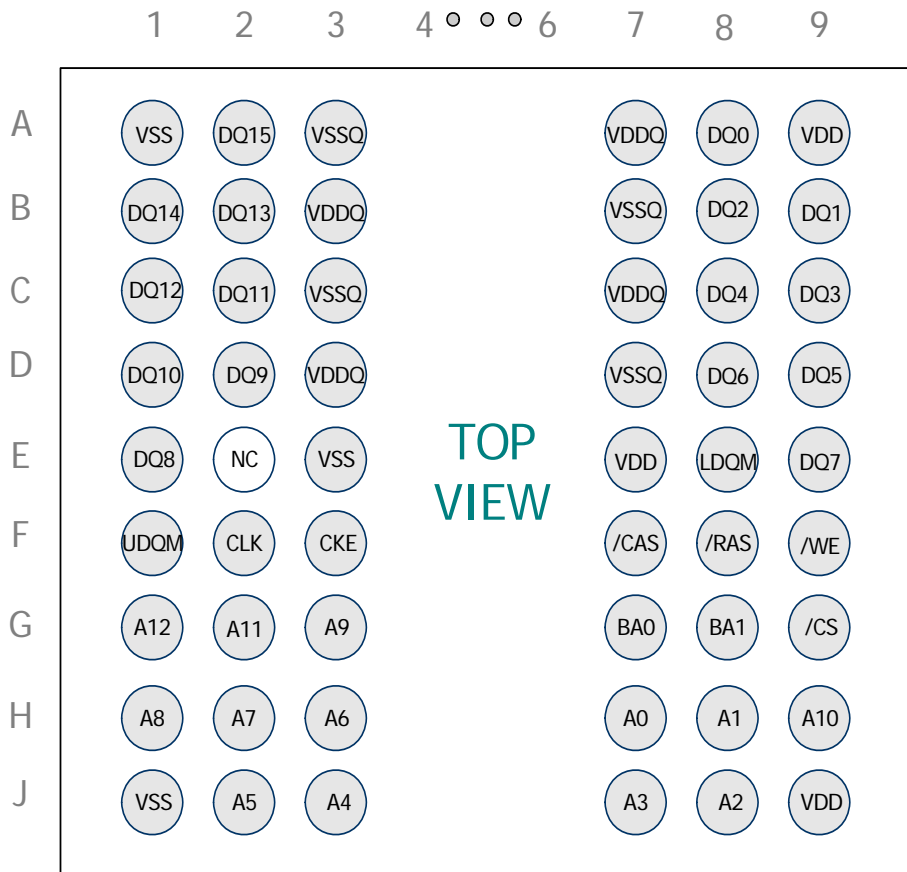 1 2 3 4 6 7 8 9
A VSS DQ15 VSSQ VDDQ DQ0 VDD
B DQ14 DQ13 VDDQ VSSQ DQ2 DQ1
C DQ12 DQ11 VSSQ VDDQ DQ4 DQ3
D DQ10 DQ9 VDDQ VSSQ DQ6 DQ5
E DQ8 NC VSS VDD LDQM DQ7
TOP
VIEW
F UDQM CLK CKE /CAS /RAS /WE
G A12 A11 A9 BA0 BA1 /CS
H A8 A7 A6 A0 A1 A10
J VSS A5 A4 A3 A2 VDD